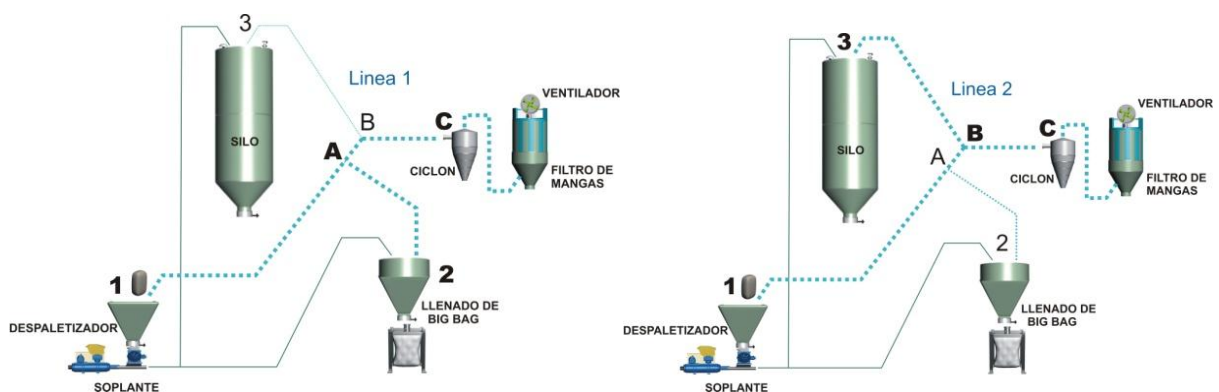 3
Linea 1
VENTILADOR
B
C
A
SILO
CICLON
FILTRO DE
MANGAS
1
2
DESPALETIZADOR
LLENADO DE
BIG BAG
SOPLANTE
3
Linea 2
VENTILADOR
B
C
A
SILO
CICLON
FILTRO DE
MANGAS
2
1
DESPALETIZADOR
LLENADO DE
BIG BAG
SOPLANTE